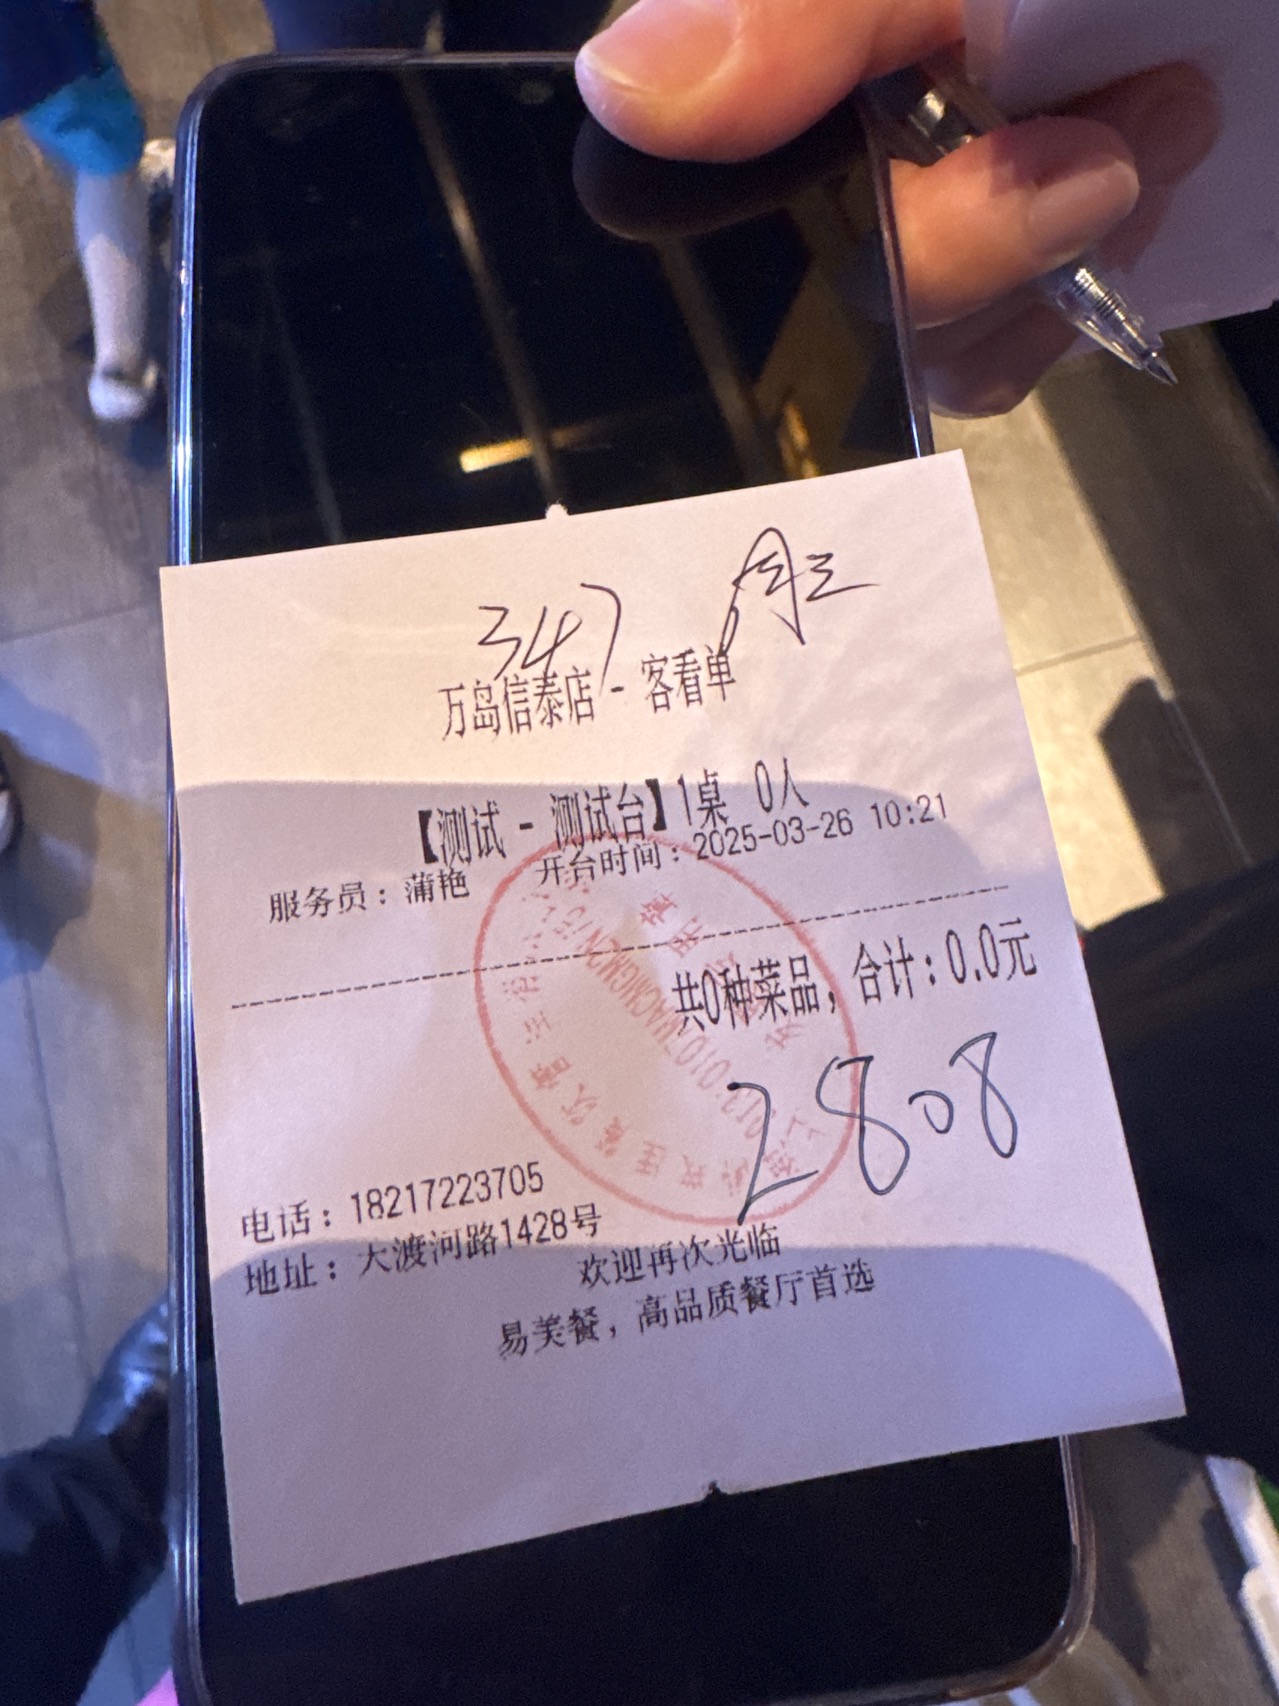 347 周三
万岛信泰店 - 客看单
【测试 - 测试台】1桌 0人
服务员：蒲艳 开台时间：2025-03-26 10:21
共0种菜品，合计：0.0元
2808
电话：18217223705
地址：大渡河路1428号
欢迎再次光临
易美餐，高品质餐厅首选